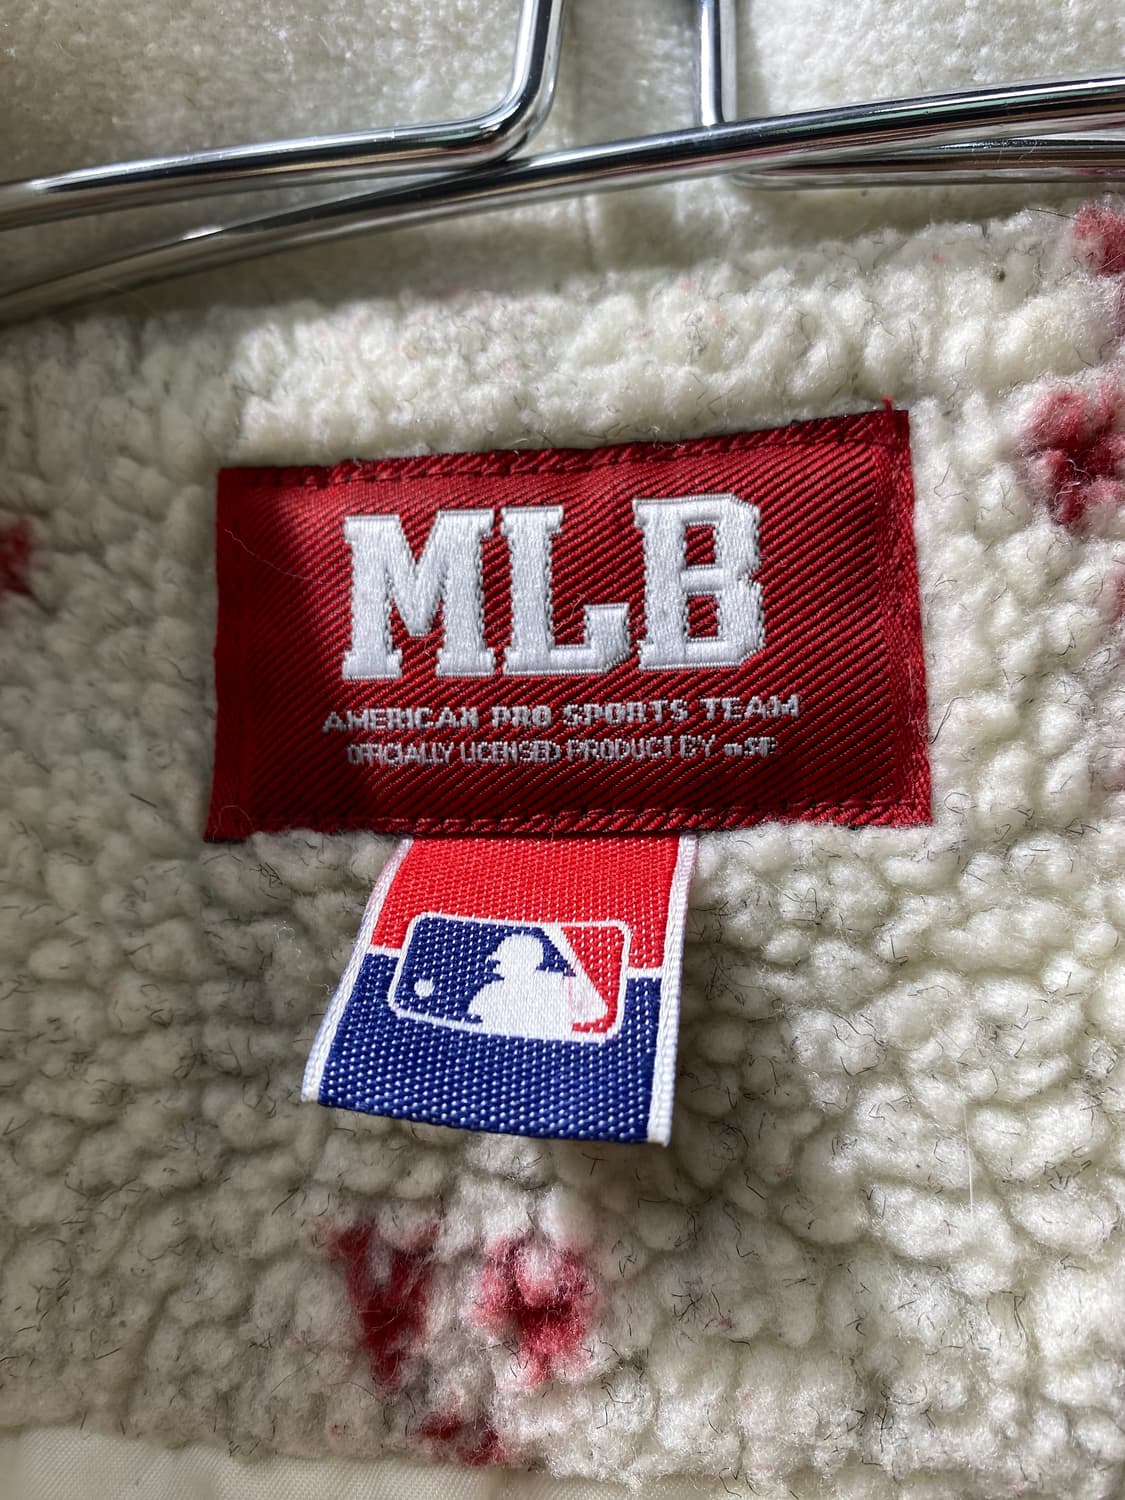 MLB
AMERICAN PRO SPORTS TEAM
OFFICIALLY LICENSED PRODUCT BY